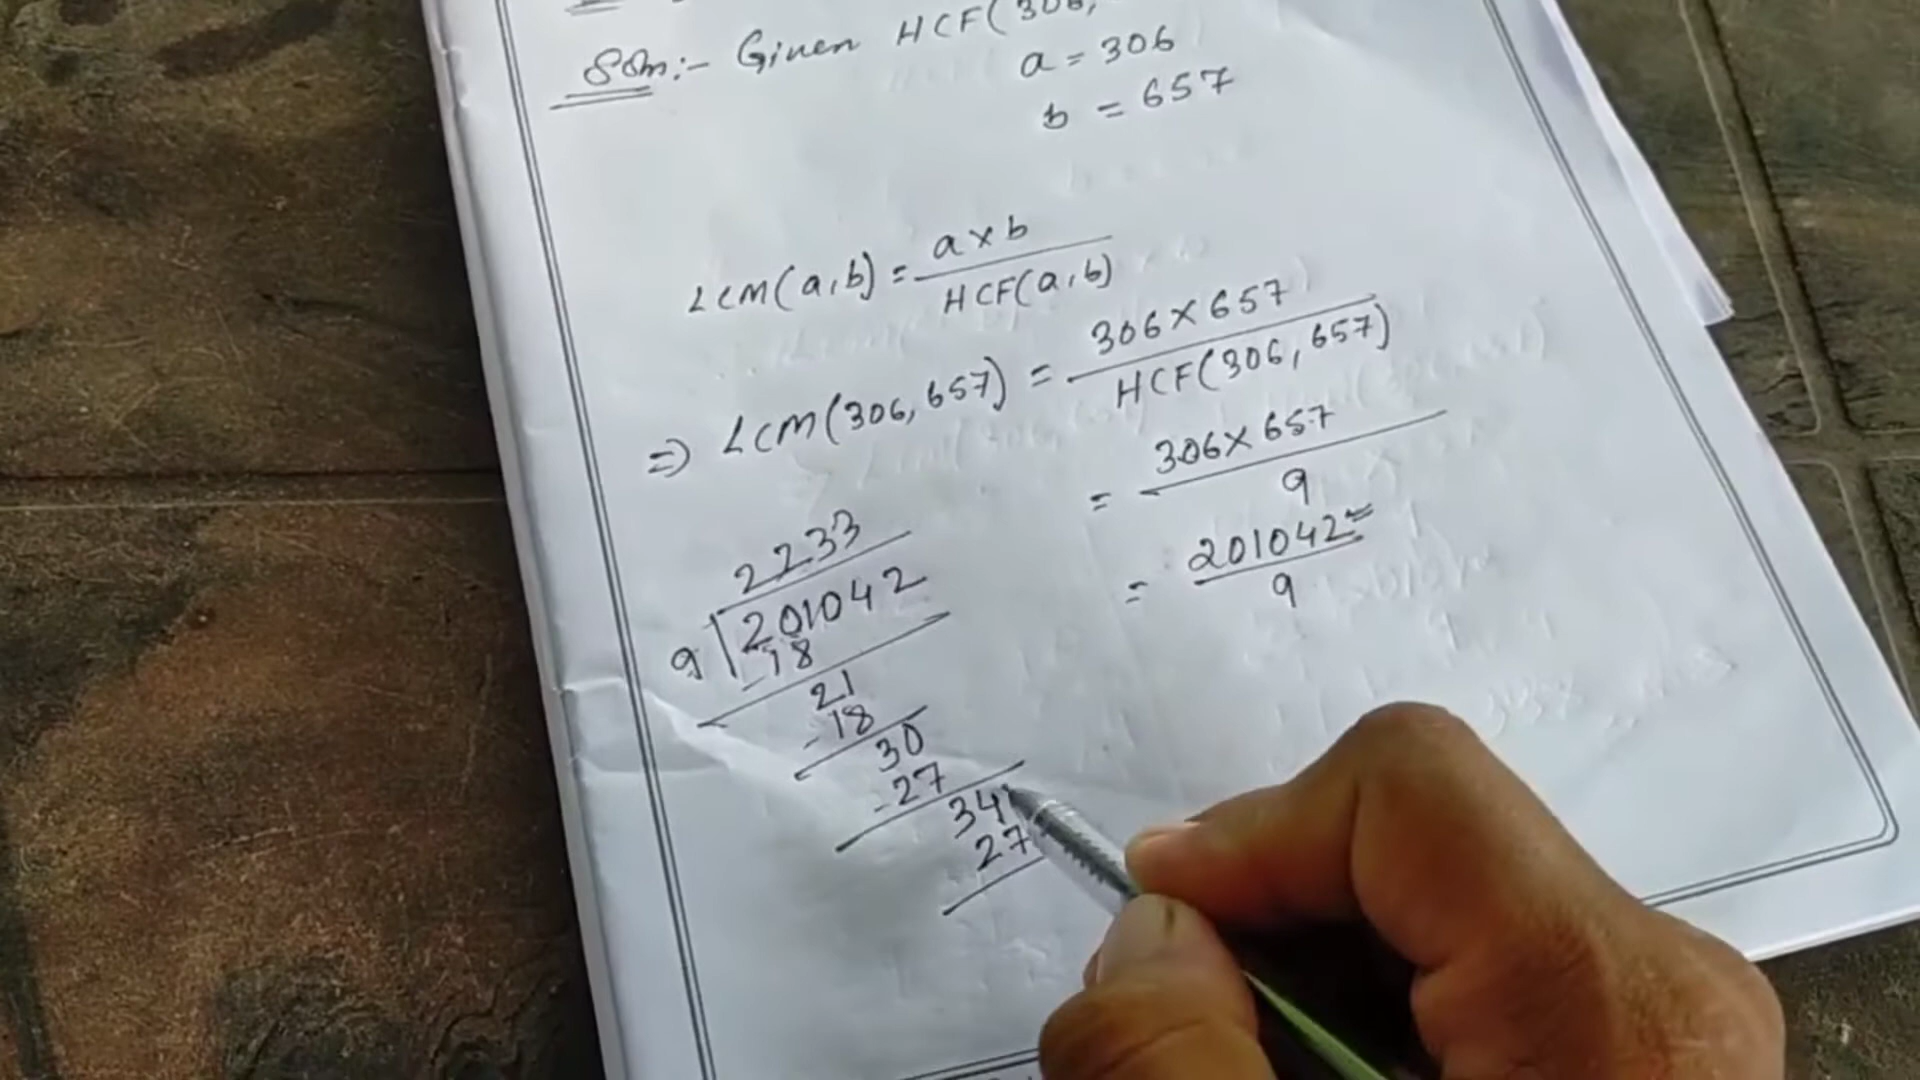 Soln:- Given HCF(306,
a = 306
b = 657
LCM(a,b) = a×b
HCF(a,b)
=> LCM(306,657) = 306×657
HCF(306,657)
= 306×657
9
= 201042
9
2233
9 201042
-18
21
-18
30
-27
34
27